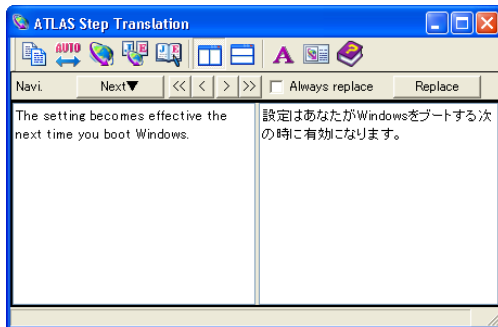 ATLAS Step Translation
AUTO
Navi. Next▼ << < > >> Always replace Replace
The setting becomes effective the
next time you boot Windows.
設定はあなたがWindowsをブートする次
の時に有効になります。